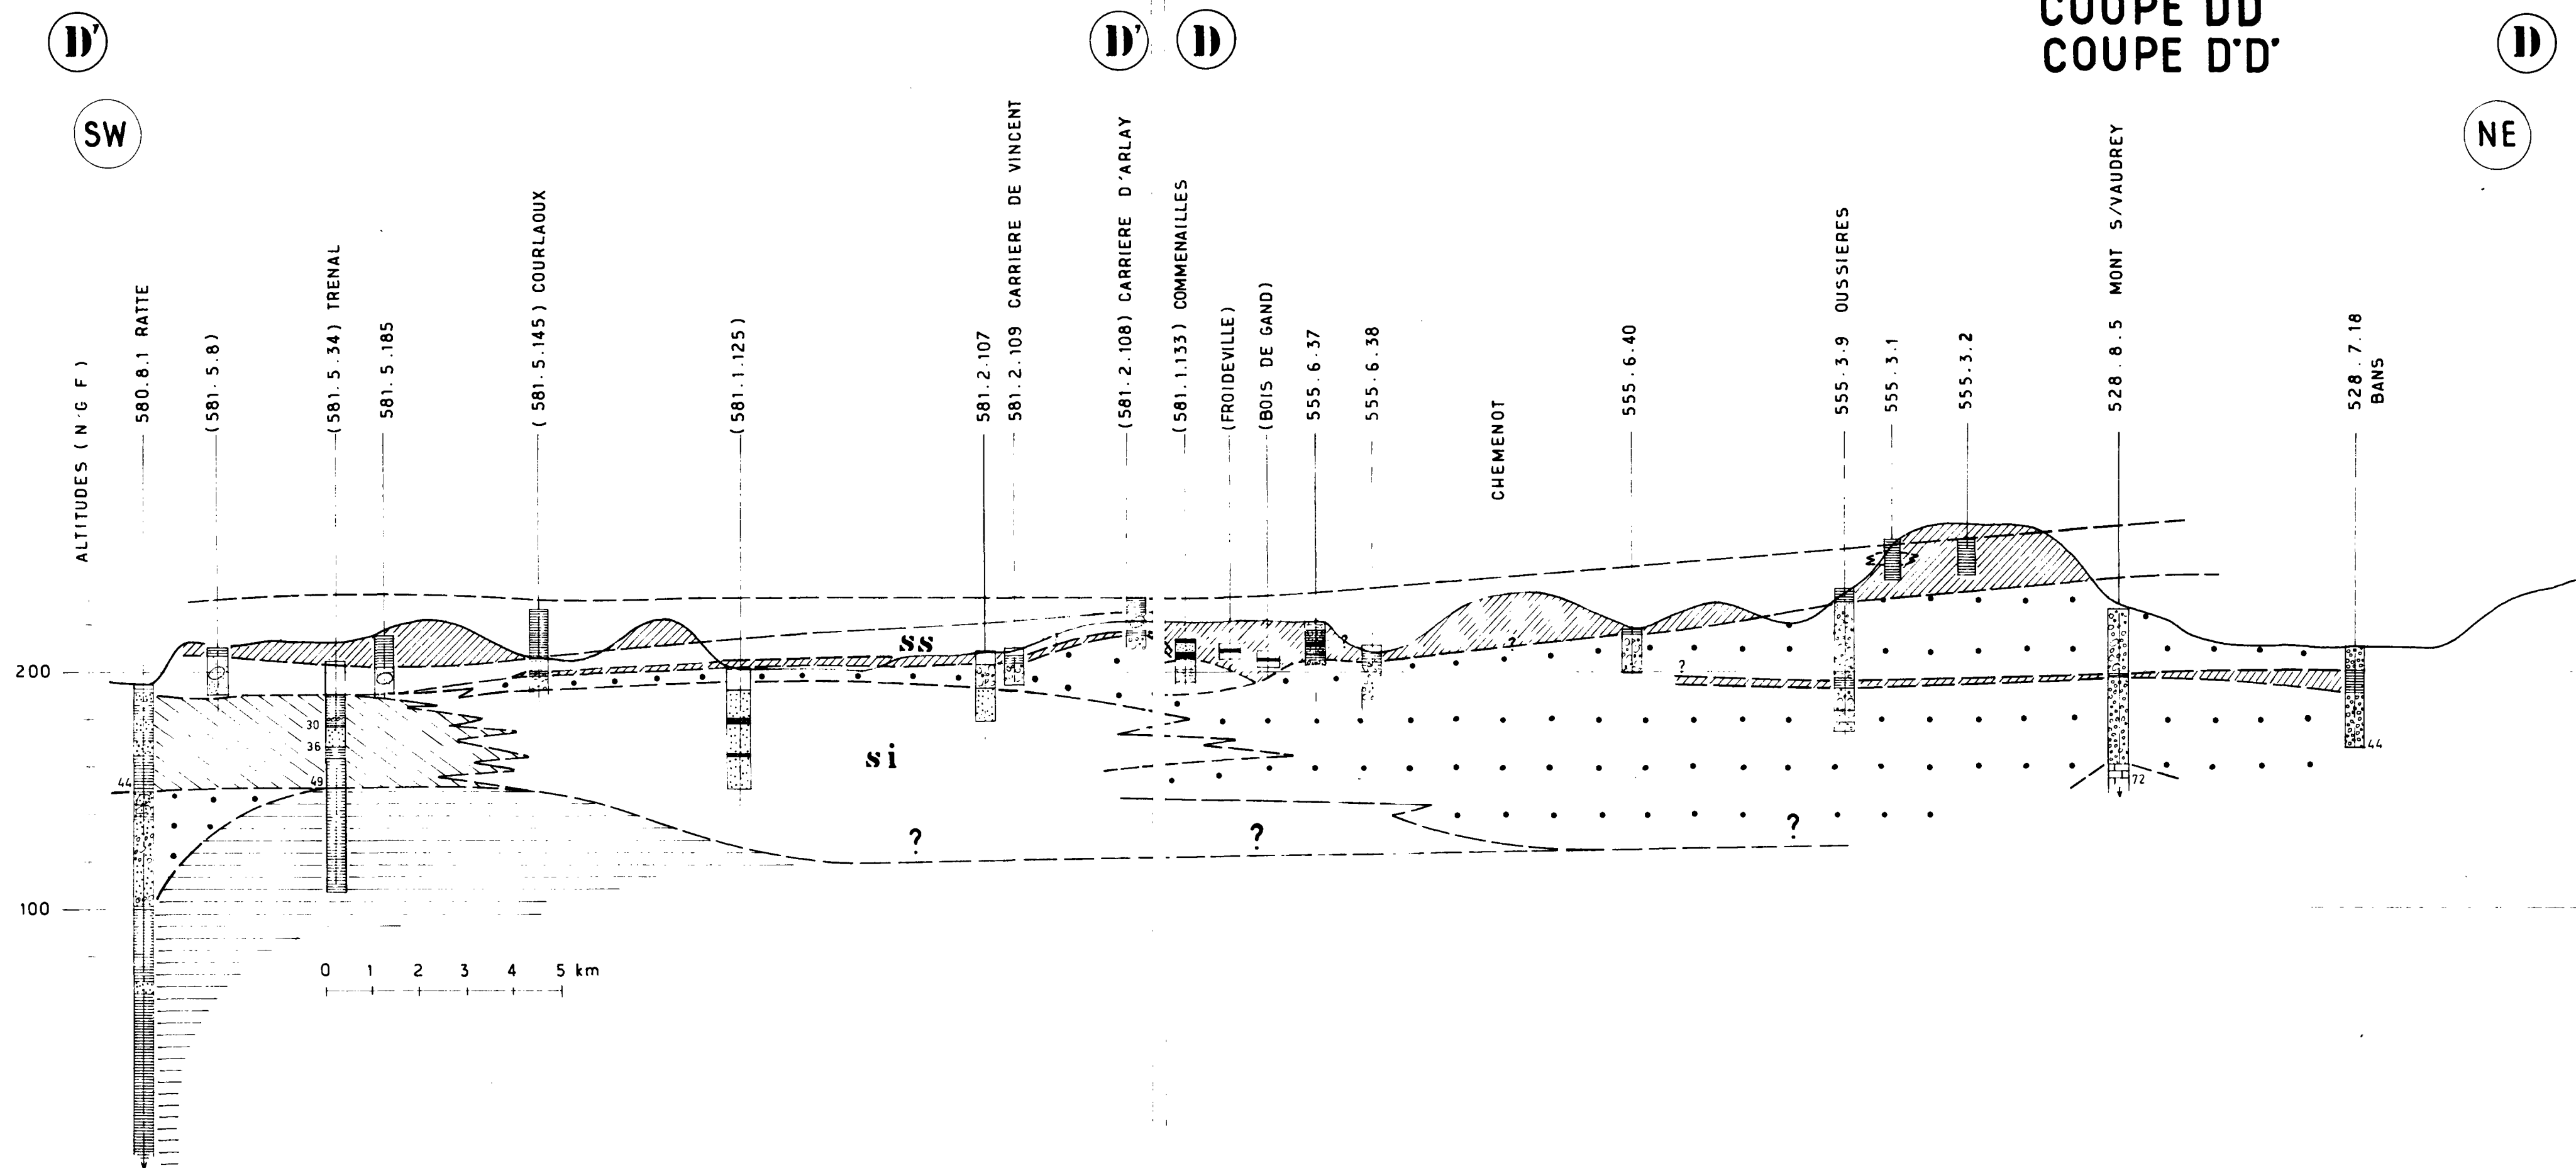 COUPE DD
COUPE D'D'
D'
D'
D
D
SW
NE
ALTITUDES (N.G F)
580.8.1 RATTE
(581.5.8)
(581.5.34) TRENAL
581.5.185
(581.5.145) COURLAOUX
(581.1.125)
581.2.107
581.2.109 CARRIERE DE VINCENT
(581.2.108) CARRIERE D'ARLAY
(581.1.133) COMMENAILLES
(FROIDEVILLE)
(BOIS DE GAND)
555.6.37
555.6.38
CHEMENOT
555.6.40
555.3.9 OUSSIERES
555.3.1
555.3.2
528.8.5 MONT S/VAUDREY
528.7.18
BANS
ss
?
?
?
200
30
36
si
44
49
44
72
?
?
?
100
0 1 2 3 4 5 km